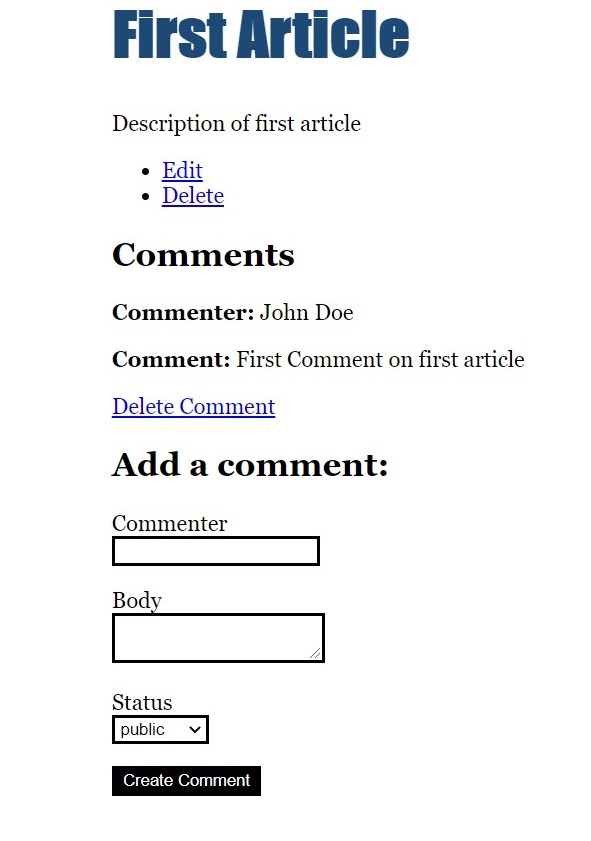 First Article
Description of first article
Edit
Delete
Comments
Commenter: John Doe
Comment: First Comment on first article
Delete Comment
Add a comment:
Commenter
Body
Status
public
Create Comment